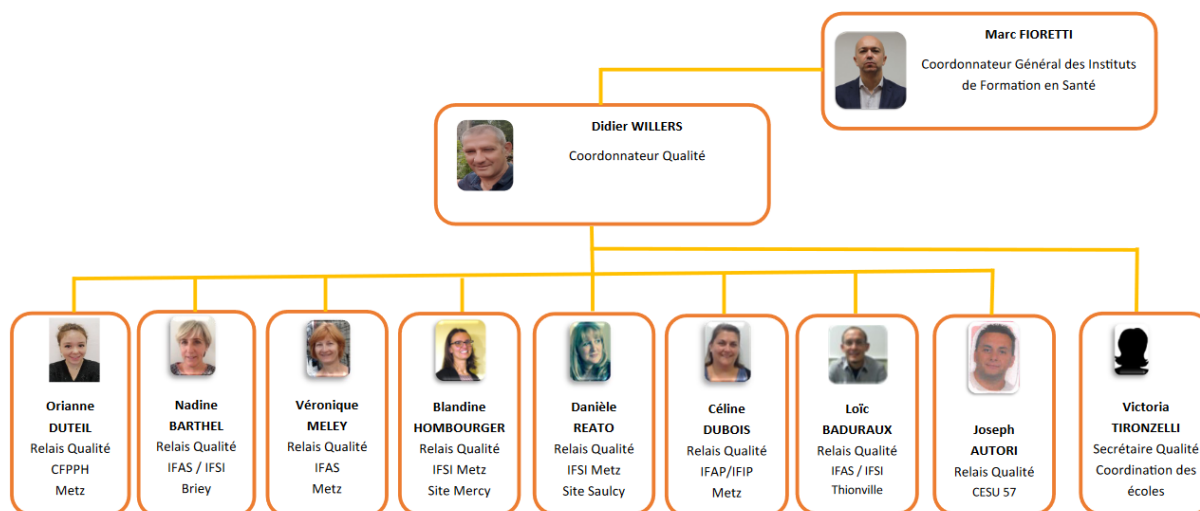 Marc FIORETTI
Coordonnateur Général des Instituts
de Formation en Santé
Didier WILLERS
Coordonnateur Qualité
Orianne
DUTEIL
Relais Qualité
CFPPH
Metz
Nadine
BARTHEL
Relais Qualité
IFAS / IFSI
Briey
Véronique
MELEY
Relais Qualité
IFAS
Metz
Blandine
HOMBOURGER
Relais Qualité
IFSI Metz
Site Mercy
Danièle
REATO
Relais Qualité
IFSI Metz
Site Saulcy
Céline
DUBOIS
Relais Qualité
IFAP/IFIP
Metz
Loïc
BADURAUX
Relais Qualité
IFAS / IFSI
Thionville
Joseph
AUTORI
Relais Qualité
CESU 57
Victoria
TIRONZELLI
Secrétaire Qualité
Coordination des
écoles